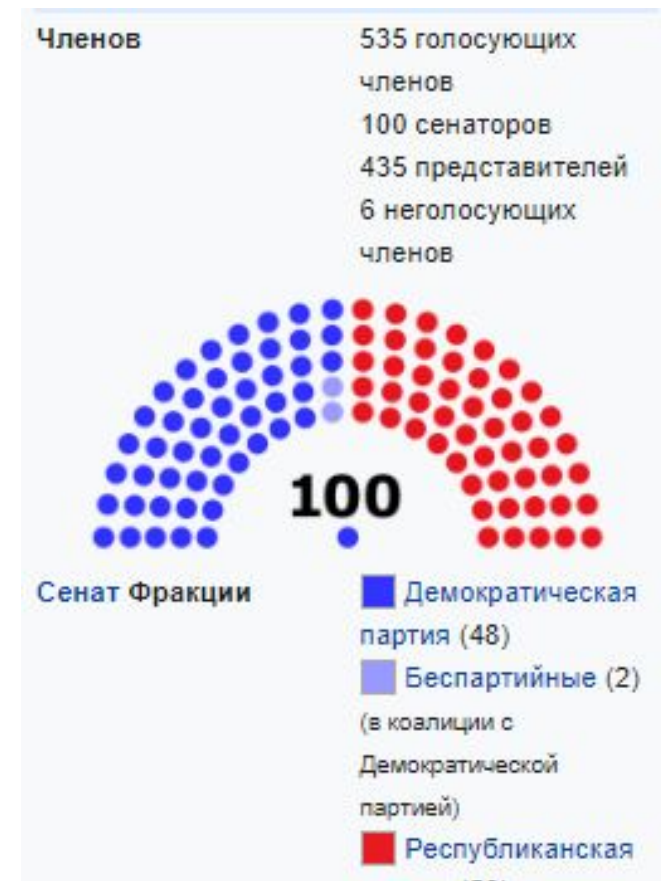 Членов
535 голосующих
членов
100 сенаторов
435 представителей
6 неголосующих
членов
100
Сенат Фракции
Демократическая
партия (48)
Беспартийные (2)
(в коалиции с
Демократической
партией)
Республиканская